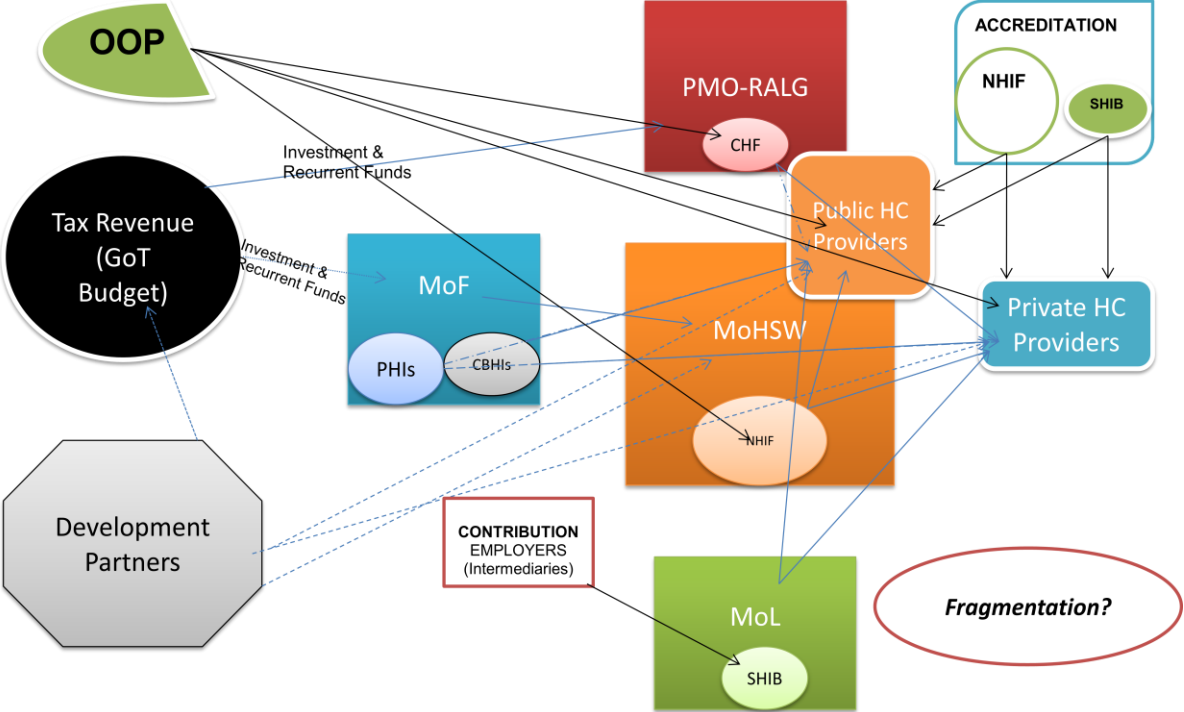 OOP
PMO-RALG
CHF
ACCREDITATION
NHIF
SHIB
Investment &
Recurrent Funds
Tax Revenue
(GoT
Budget)
Investment &
Recurrent Funds
MoF
PHIs
CBHIs
Public HC
Providers
MoHSW
NHIF
Private HC
Providers
Development
Partners
CONTRIBUTION
EMPLOYERS
(Intermediaries)
MoL
SHIB
Fragmentation?